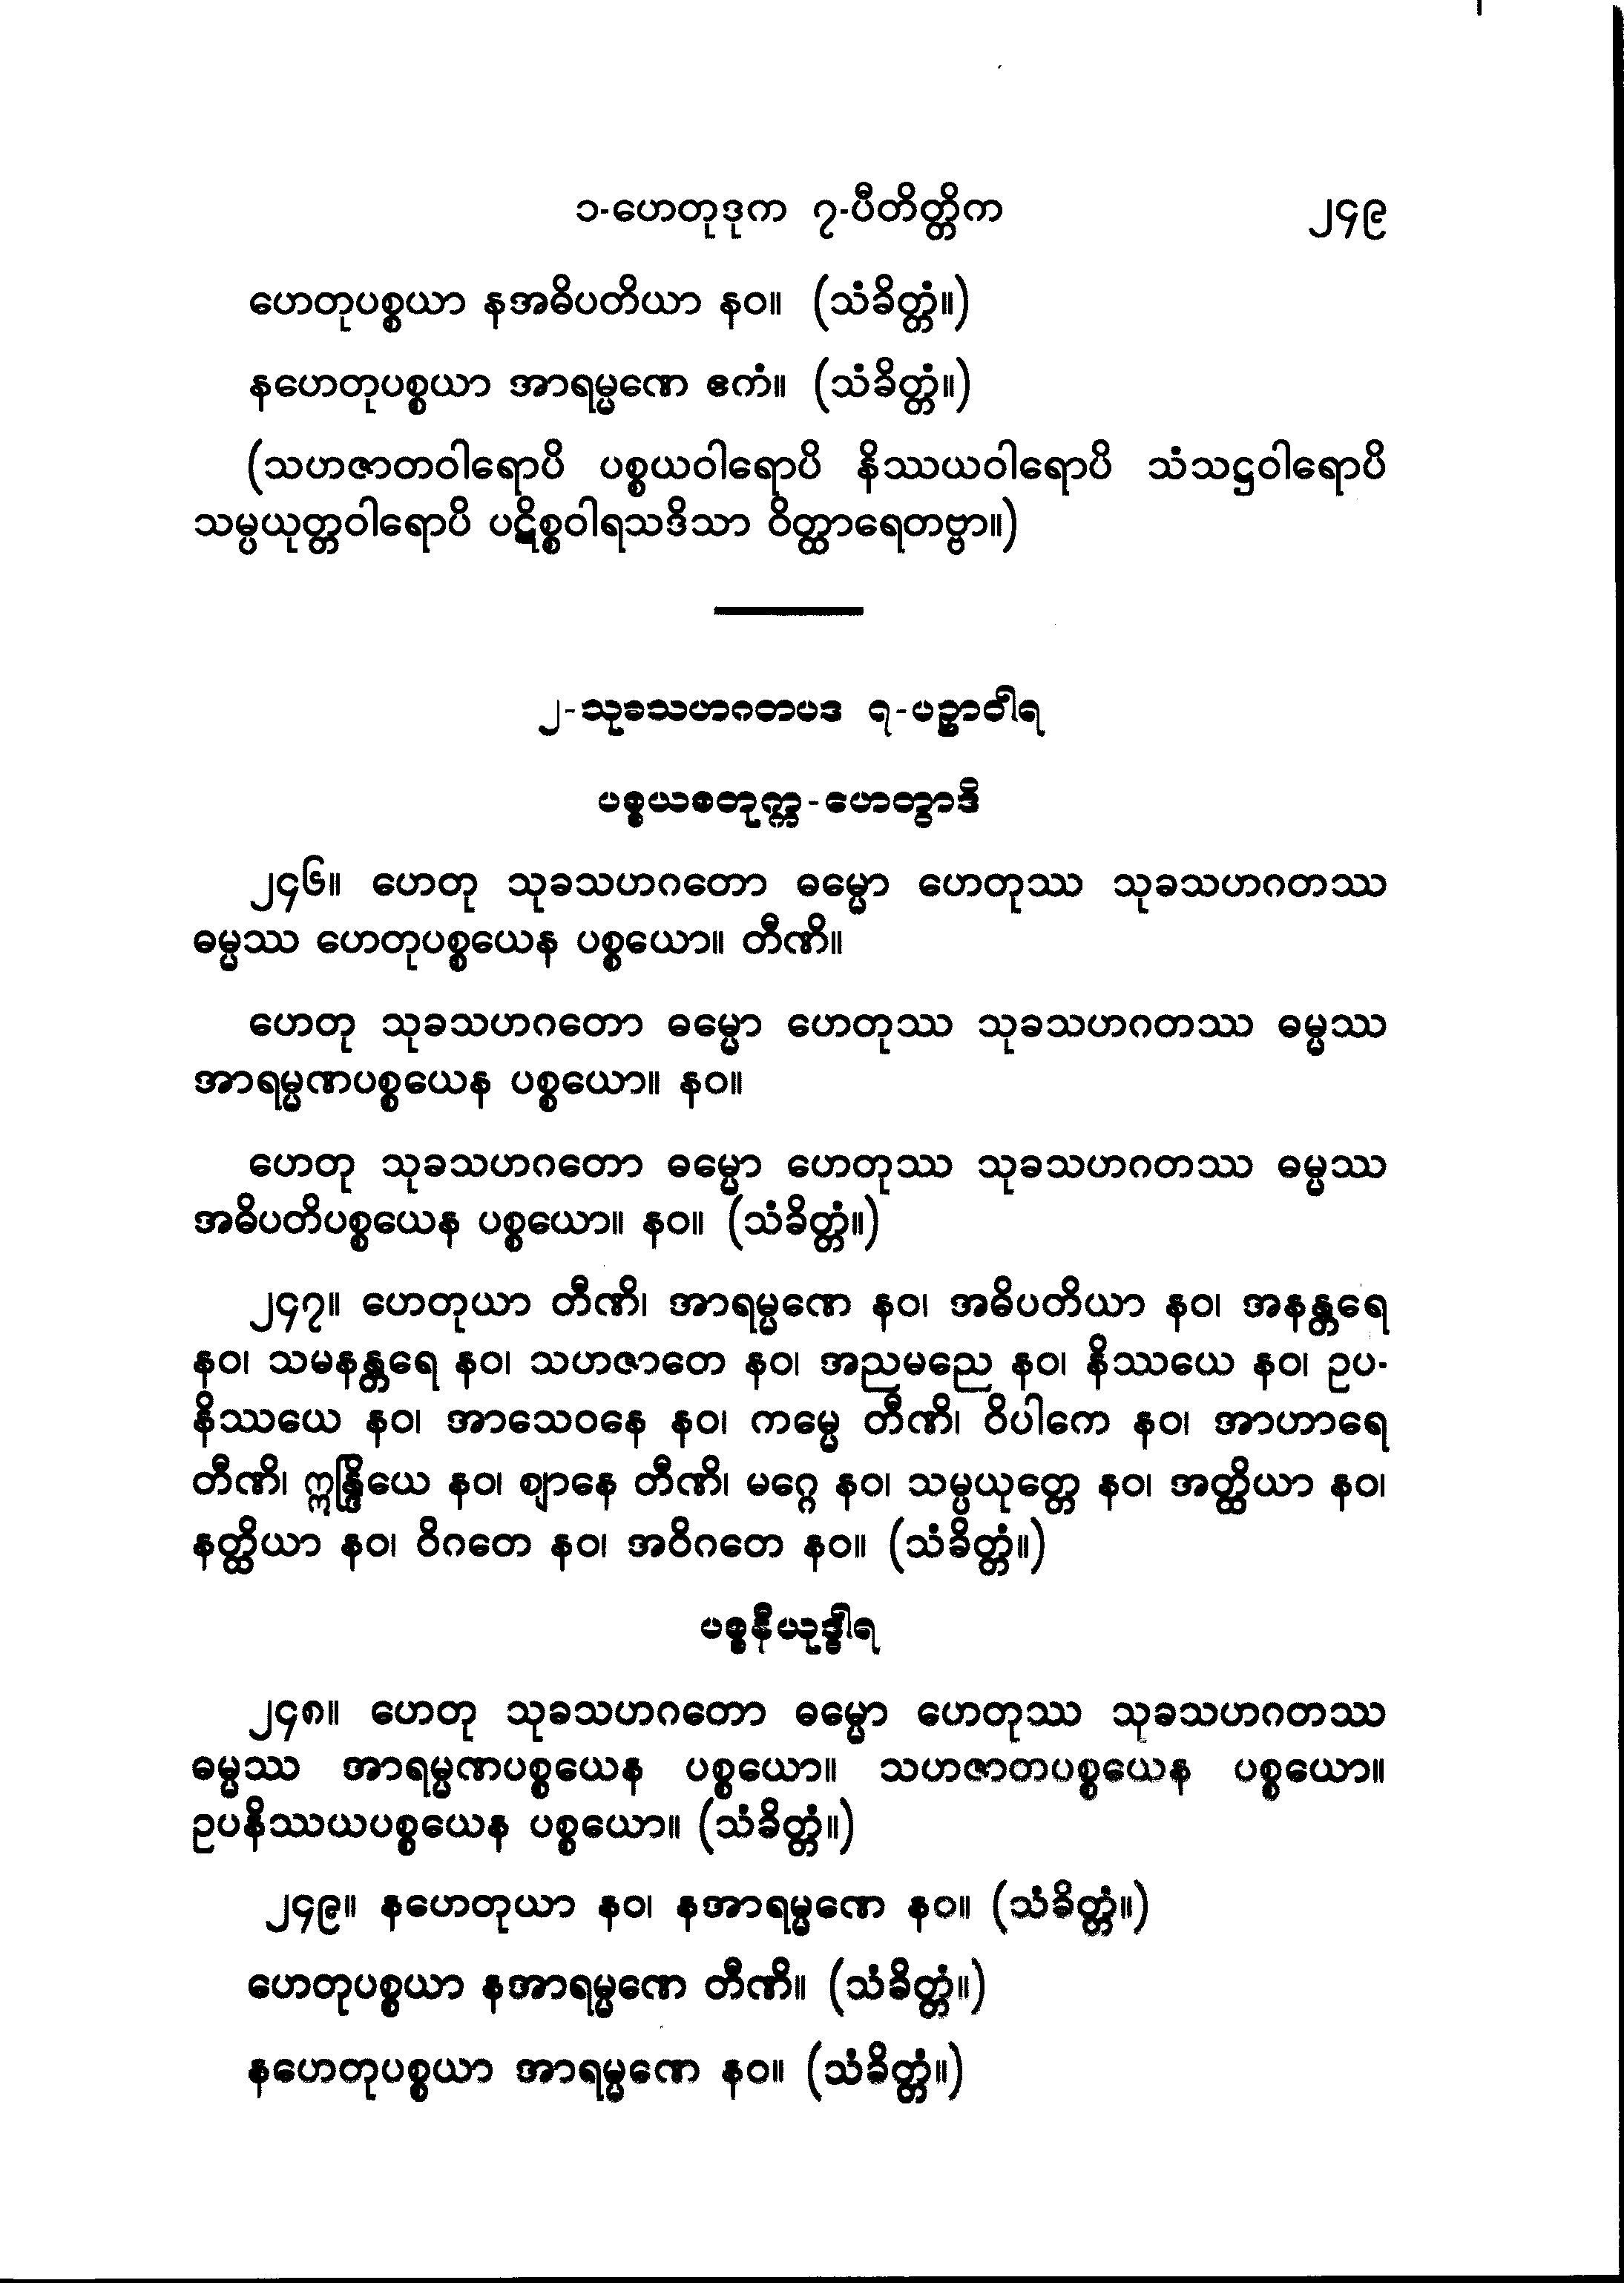 ၁-ဟေတုဒုက ၇-ပီတိတ္တိက ၂၄၉
ဟေတုပစ္စယာ နအဓိပတိယာ နဝ။ (သံခိတ္တံ။)
နဟေတုပစ္စယာ အာရမ္မဏေ ဧကံ။ (သံခိတ္တံ။)
(သဟဇာတဝါရောပိ ပစ္စယဝါရောပိ နိဿယဝါရောပိ သံသဋ္ဌဝါရောပိ
သမ္ပယုတ္တဝါရောပိ ပဋိစ္စဝါရသဒိသာ ဝိတ္ထာရေတဗ္ဗာ။)
၂-သုခသဟဂတပဒ ၇-ပဉှာဝါရ
ပစ္စယစတုက္က-ဟေတွာဒိ
၂၄၆။ ဟေတု သုခသဟဂတော ဓမ္မော ဟေတုဿ သုခသဟဂတဿ
ဓမ္မဿ ဟေတုပစ္စယေန ပစ္စယော။ တီဏိ။
ဟေတု သုခသဟဂတော ဓမ္မော ဟေတုဿ သုခသဟဂတဿ ဓမ္မဿ
အာရမ္မဏပစ္စယေန ပစ္စယော။ နဝ။
ဟေတု သုခသဟဂတော ဓမ္မော ဟေတုဿ သုခသဟဂတဿ ဓမ္မဿ
အဓိပတိပစ္စယေန ပစ္စယော။ နဝ။ (သံခိတ္တံ။)
၂၄၇။ ဟေတုယာ တီဏိ၊ အာရမ္မဏေ နဝ၊ အဓိပတိယာ နဝ၊ အနန္တရေ
နဝ၊ သမနန္တရေ နဝ၊ သဟဇာတေ နဝ၊ အညမညေ နဝ၊ နိဿယေ နဝ၊ ဥပ-
နိဿယေ နဝ၊ အာသေဝနေ နဝ၊ ကမ္မေ တီဏိ၊ ဝိပါကေ နဝ၊ အာဟာရေ
တီဏိ၊ ဣန္ဒြိယေ နဝ၊ ဈာနေ တီဏိ၊ မဂ္ဂေ နဝ၊ သမ္ပယုတ္တေ နဝ၊ အတ္ထိယာ နဝ၊
နတ္ထိယာ နဝ၊ ဝိဂတေ နဝ၊ အဝိဂတေ နဝ။ (သံခိတ္တံ။)
ပစ္စနီယုဒ္ဓါရ
၂၄၈။ ဟေတု သုခသဟဂတော ဓမ္မော ဟေတုဿ သုခသဟဂတဿ
ဓမ္မဿ အာရမ္မဏပစ္စယေန ပစ္စယော။ သဟဇာတပစ္စယေန ပစ္စယော။
ဥပနိဿယပစ္စယေန ပစ္စယော။ (သံခိတ္တံ။)
၂၄၉။ နဟေတုယာ နဝ၊ နအာရမ္မဏေ နဝ။ (သံခိတ္တံ။)
ဟေတုပစ္စယာ နအာရမ္မဏေ တီဏိ။ (သံခိတ္တံ။)
နဟေတုပစ္စယာ အာရမ္မဏေ နဝ။ (သံခိတ္တံ။)